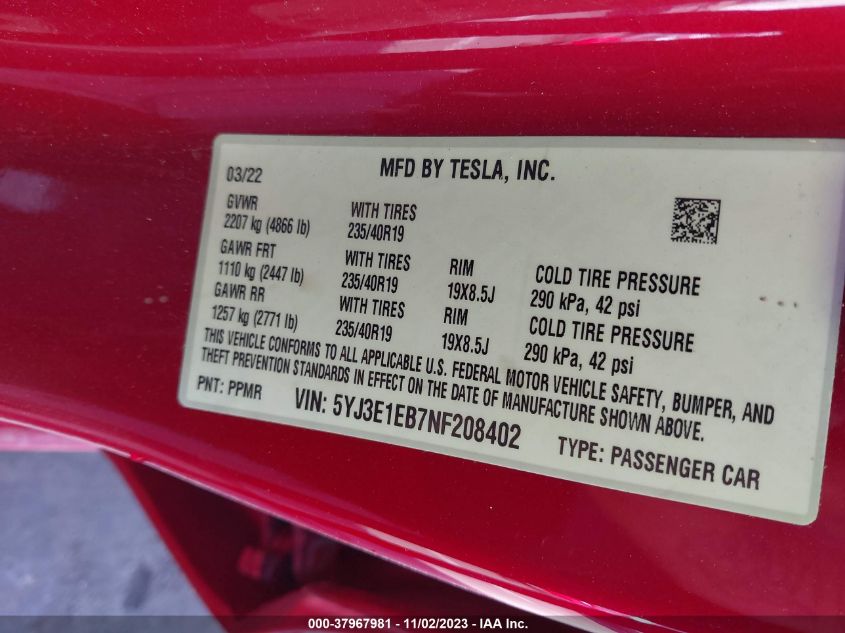 03/22
MFD BY TESLA, INC.
GVWR
2207 kg (4866 lb)
WITH TIRES
235/40R19
GAWR FRT
1110 kg (2447 lb)
WITH TIRES
235/40R19
RIM
19X8.5J
COLD TIRE PRESSURE
290 kPa, 42 psi
GAWR RR
1257 kg (2771 lb)
WITH TIRES
235/40R19
RIM
19X8.5J
COLD TIRE PRESSURE
290 kPa, 42 psi
THIS VEHICLE CONFORMS TO ALL APPLICABLE U.S. FEDERAL MOTOR VEHICLE SAFETY, BUMPER, AND
THEFT PREVENTION STANDARDS IN EFFECT ON THE DATE OF MANUFACTURE SHOWN ABOVE.
PNT: PPMR
VIN: 5YJ3E1EB7NF208402
TYPE: PASSENGER CAR
000-37967981 - 11/02/2023 - IAA Inc.